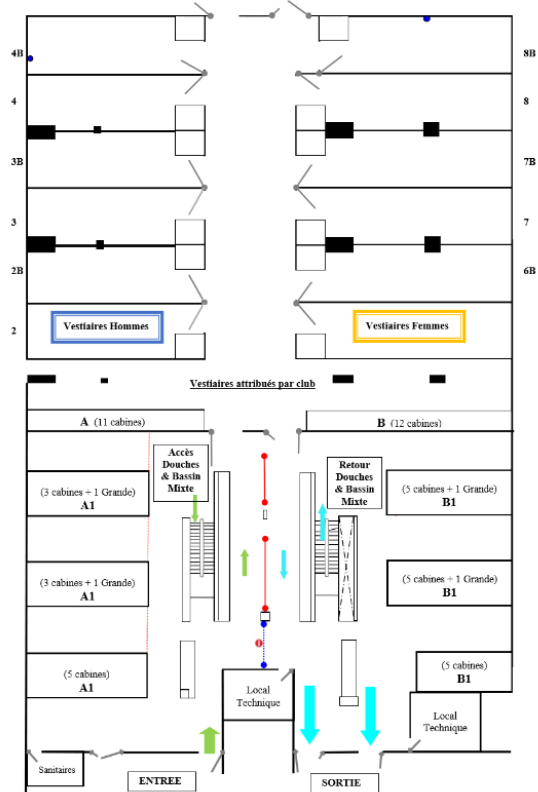 4B
8B
4
8
3B
7B
3
7
2B
6B
Vestiaires Hommes
Vestiaires Femmes
2
Vestiaires attribués par club
A (11 cabines)
B (12 cabines)
Accès
Douches
& Bassin
Mixte
Retour
Douches
& Bassin
Mixte
(3 cabines + 1 Grande)
A1
(5 cabines + 1 Grande)
B1
(3 cabines + 1 Grande)
A1
(5 cabines + 1 Grande)
B1
(5 cabines)
A1
(5 cabines)
B1
Local
Technique
Local
Technique
Sanitaires
ENTREE
SORTIE